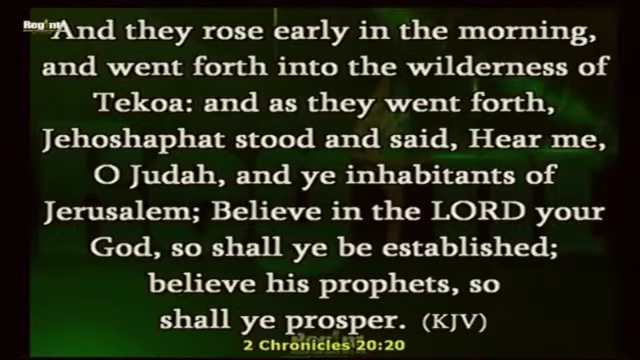 RegimA
And they rose early in the morning,
and went forth into the wilderness of
Tekoa: and as they went forth,
Jehoshaphat stood and said, Hear me,
O Judah, and ye inhabitants of
Jerusalem; Believe in the LORD your
God, so shall ye be established;
believe his prophets, so
shall ye prosper. (KJV)
2 Chronicles 20:20